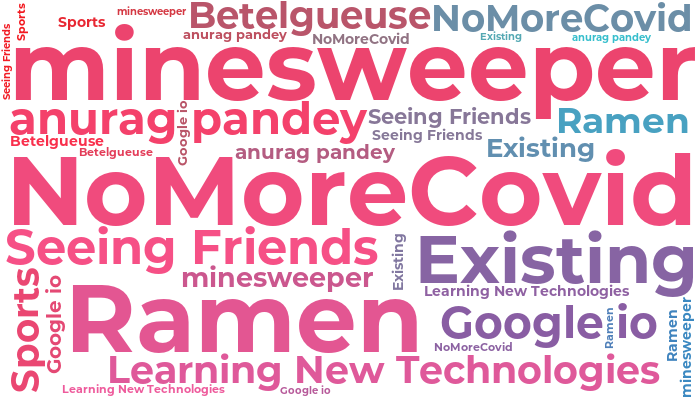 Sports
Seeing Friends
Sports
minesweeper
Betelgueuse
NoMoreCovid
anurag pandey
NoMoreCovid
Existing
anurag pandey
minesweeper
Google io
anurag pandey
Seeing Friends
Ramen
Seeing Friends
Betelgueuse
Betelgueuse
anurag pandey
Existing
NoMoreCovid
Seeing Friends
Existing
Existing
minesweeper
Sports
Google io
Learning New Technologies
Ramen
Google io
Ramen
Ramen
minesweeper
NoMoreCovid
Learning New Technologies
Learning New Technologies
Google io